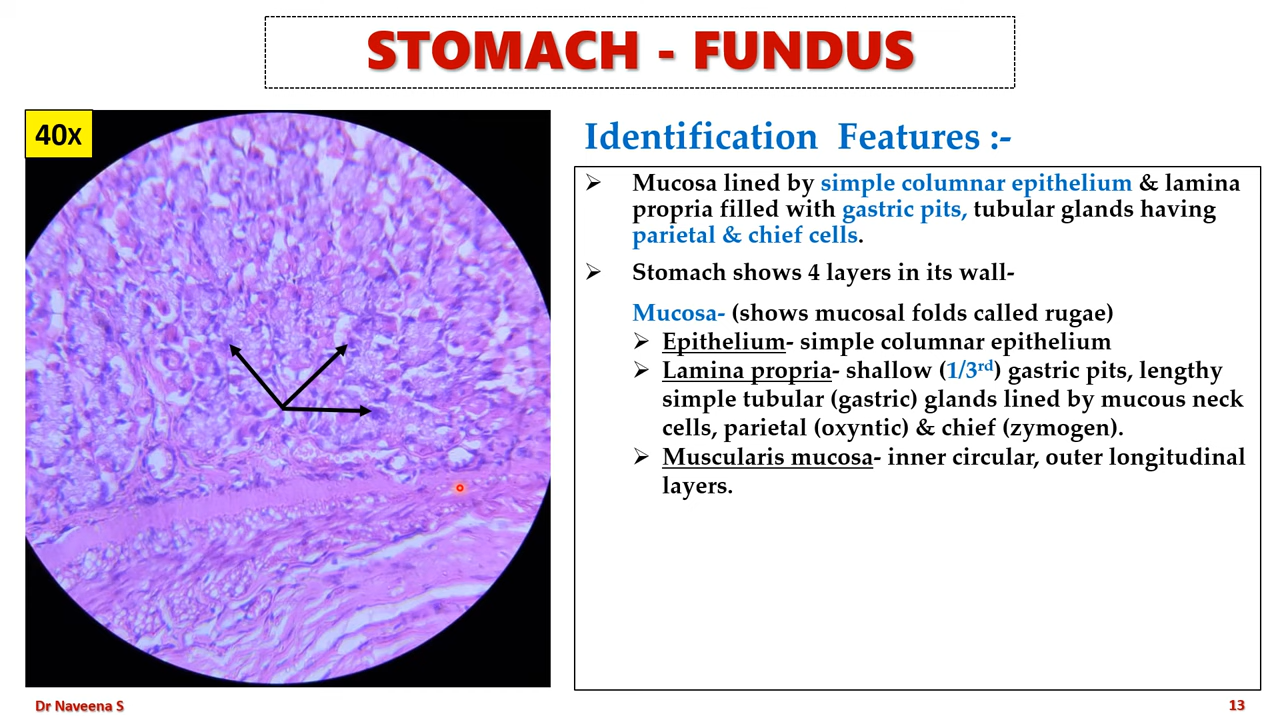 STOMACH - FUNDUS
40x
Identification Features :-
➢ Mucosa lined by simple columnar epithelium & lamina
propria filled with gastric pits, tubular glands having
parietal & chief cells.
➢ Stomach shows 4 layers in its wall-
Mucosa- (shows mucosal folds called rugae)
➢ Epithelium- simple columnar epithelium
➢ Lamina propria- shallow (1/3rd) gastric pits, lengthy
simple tubular (gastric) glands lined by mucous neck
cells, parietal (oxyntic) & chief (zymogen).
➢ Muscularis mucosa- inner circular, outer longitudinal
layers.
Dr Naveena S
13